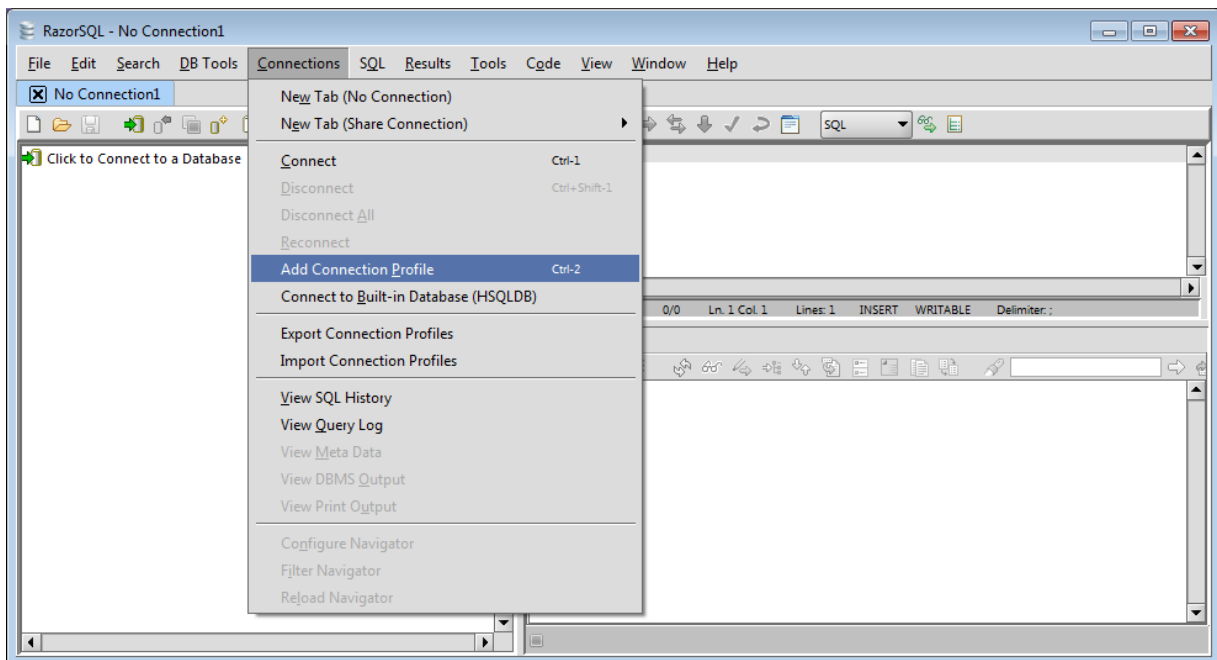 RazorSQL - No Connection1
File Edit Search DB Tools Connections SQL Results Tools Code View Window Help
No Connection1
SQL
Click to Connect to a Database
New Tab (No Connection)
New Tab (Share Connection)
Connect Ctrl-1
Disconnect Ctrl+Shift-1
Disconnect All
Reconnect
Add Connection Profile Ctrl-2
Connect to Built-in Database (HSQLDB)
Export Connection Profiles
Import Connection Profiles
View SQL History
View Query Log
View Meta Data
View DBMS Output
View Print Output
Configure Navigator
Filter Navigator
Reload Navigator
0/0 Ln. 1 Col. 1 Lines: 1 INSERT WRITABLE Delimiter: ;